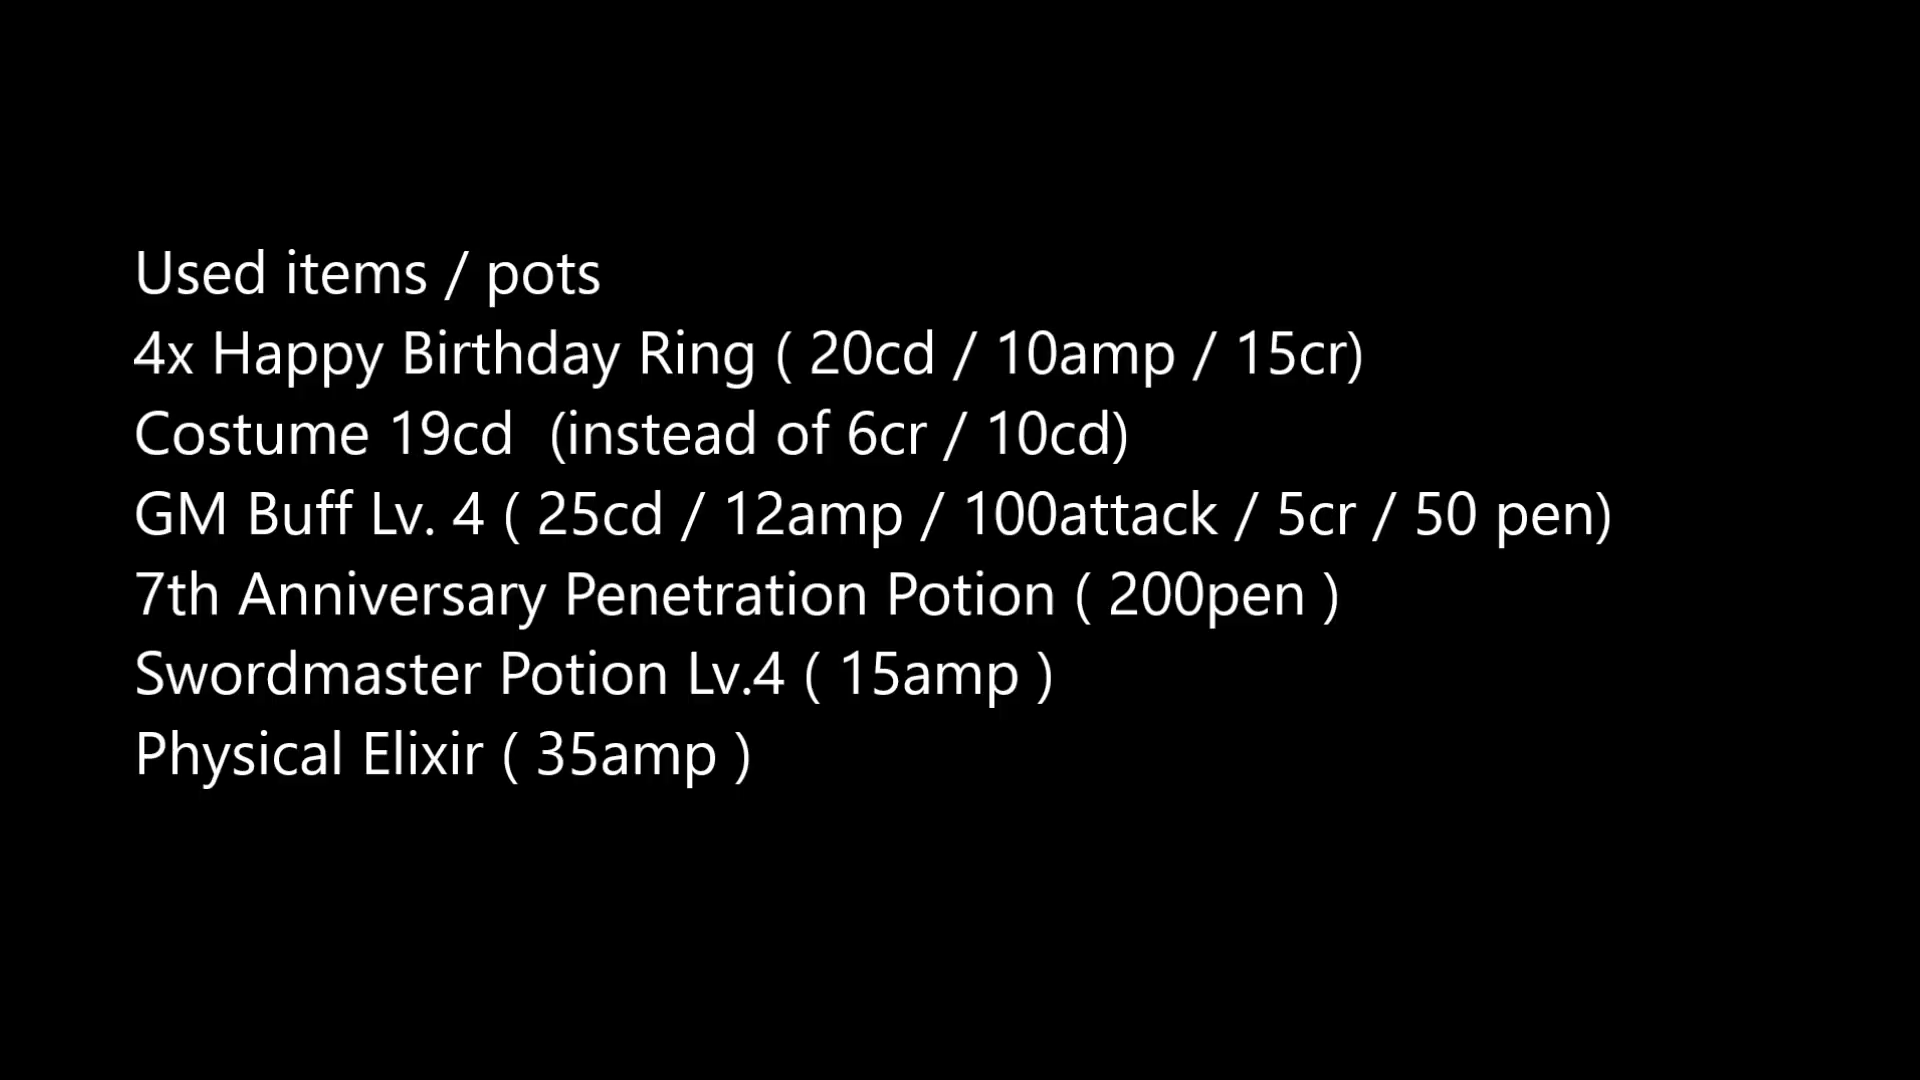 Used items / pots
4x Happy Birthday Ring ( 20cd / 10amp / 15cr)
Costume 19cd  (instead of 6cr / 10cd)
GM Buff Lv. 4 ( 25cd / 12amp / 100attack / 5cr / 50 pen)
7th Anniversary Penetration Potion ( 200pen )
Swordmaster Potion Lv.4 ( 15amp )
Physical Elixir ( 35amp )